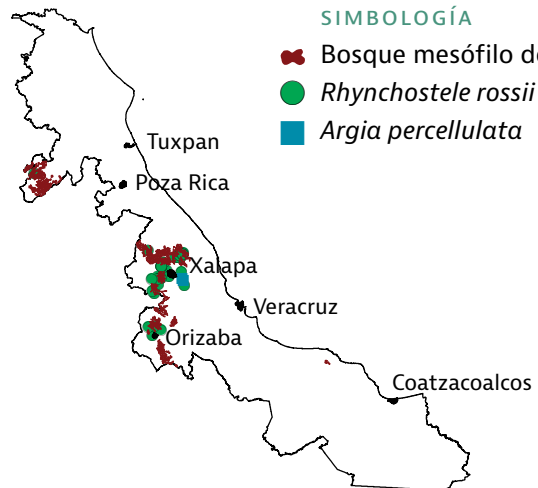 SIMBOLOGÍA
Bosque mesófilo de
Rhynchostele rossii
Argia percellulata
Tuxpan
Poza Rica
Xalapa
Veracruz
Orizaba
Coatzacoalcos